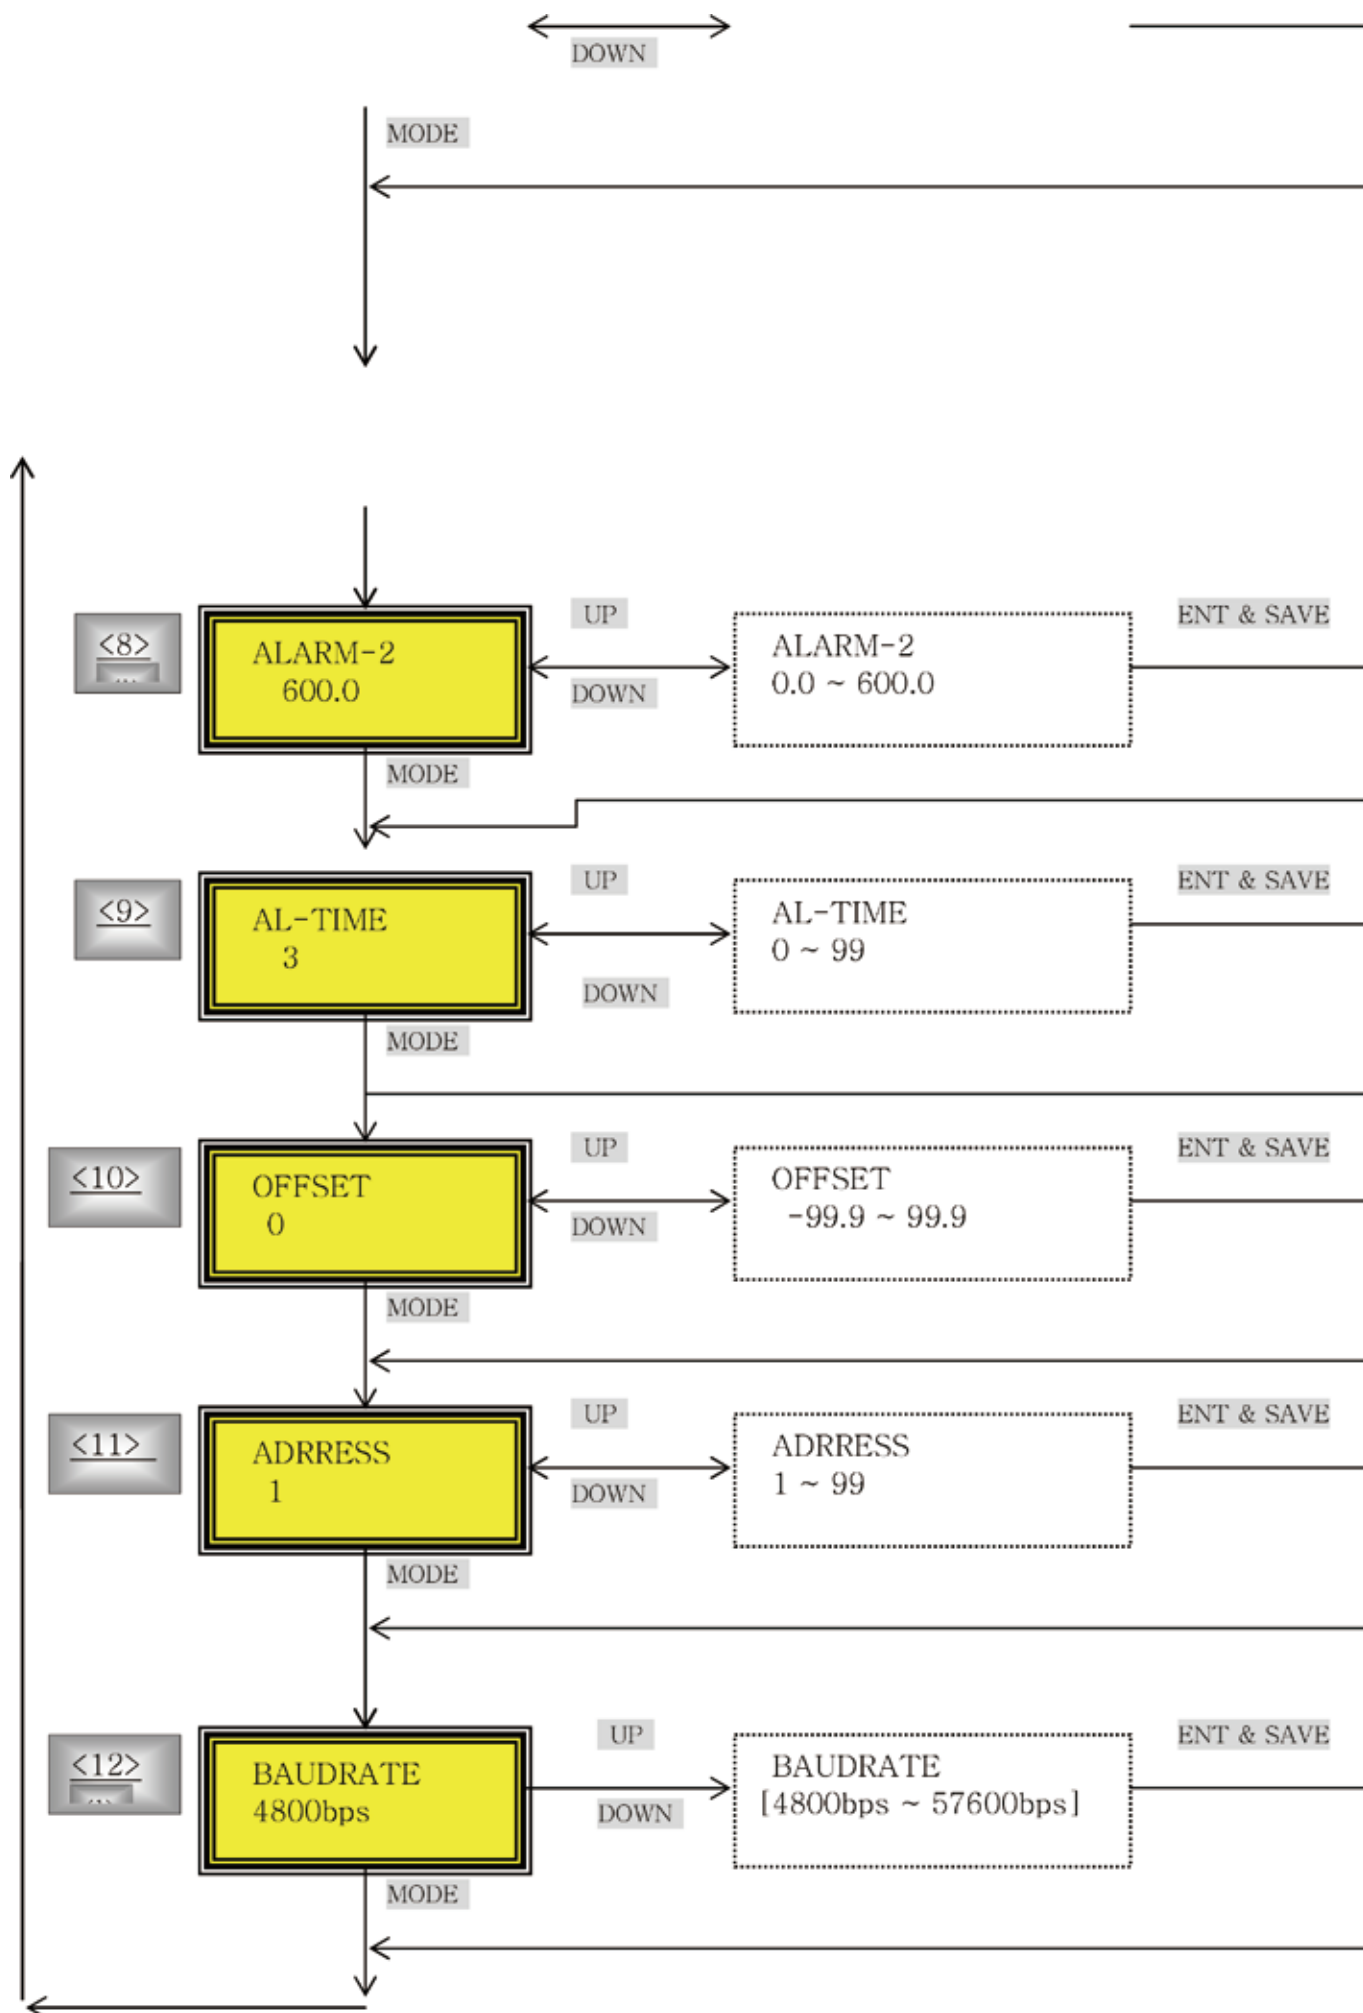 DOWN
MODE
<8>
ALARM-2
600.0
UP
DOWN
ALARM-2
0.0 ~ 600.0
ENT & SAVE
MODE
<9>
AL-TIME
3
UP
DOWN
AL-TIME
0 ~ 99
ENT & SAVE
MODE
<10>
OFFSET
0
UP
DOWN
OFFSET
-99.9 ~ 99.9
ENT & SAVE
MODE
<11>
ADRRESS
1
UP
DOWN
ADRRESS
1 ~ 99
ENT & SAVE
MODE
<12>
BAUDRATE
4800bps
UP
DOWN
BAUDRATE
[4800bps ~ 57600bps]
ENT & SAVE
MODE